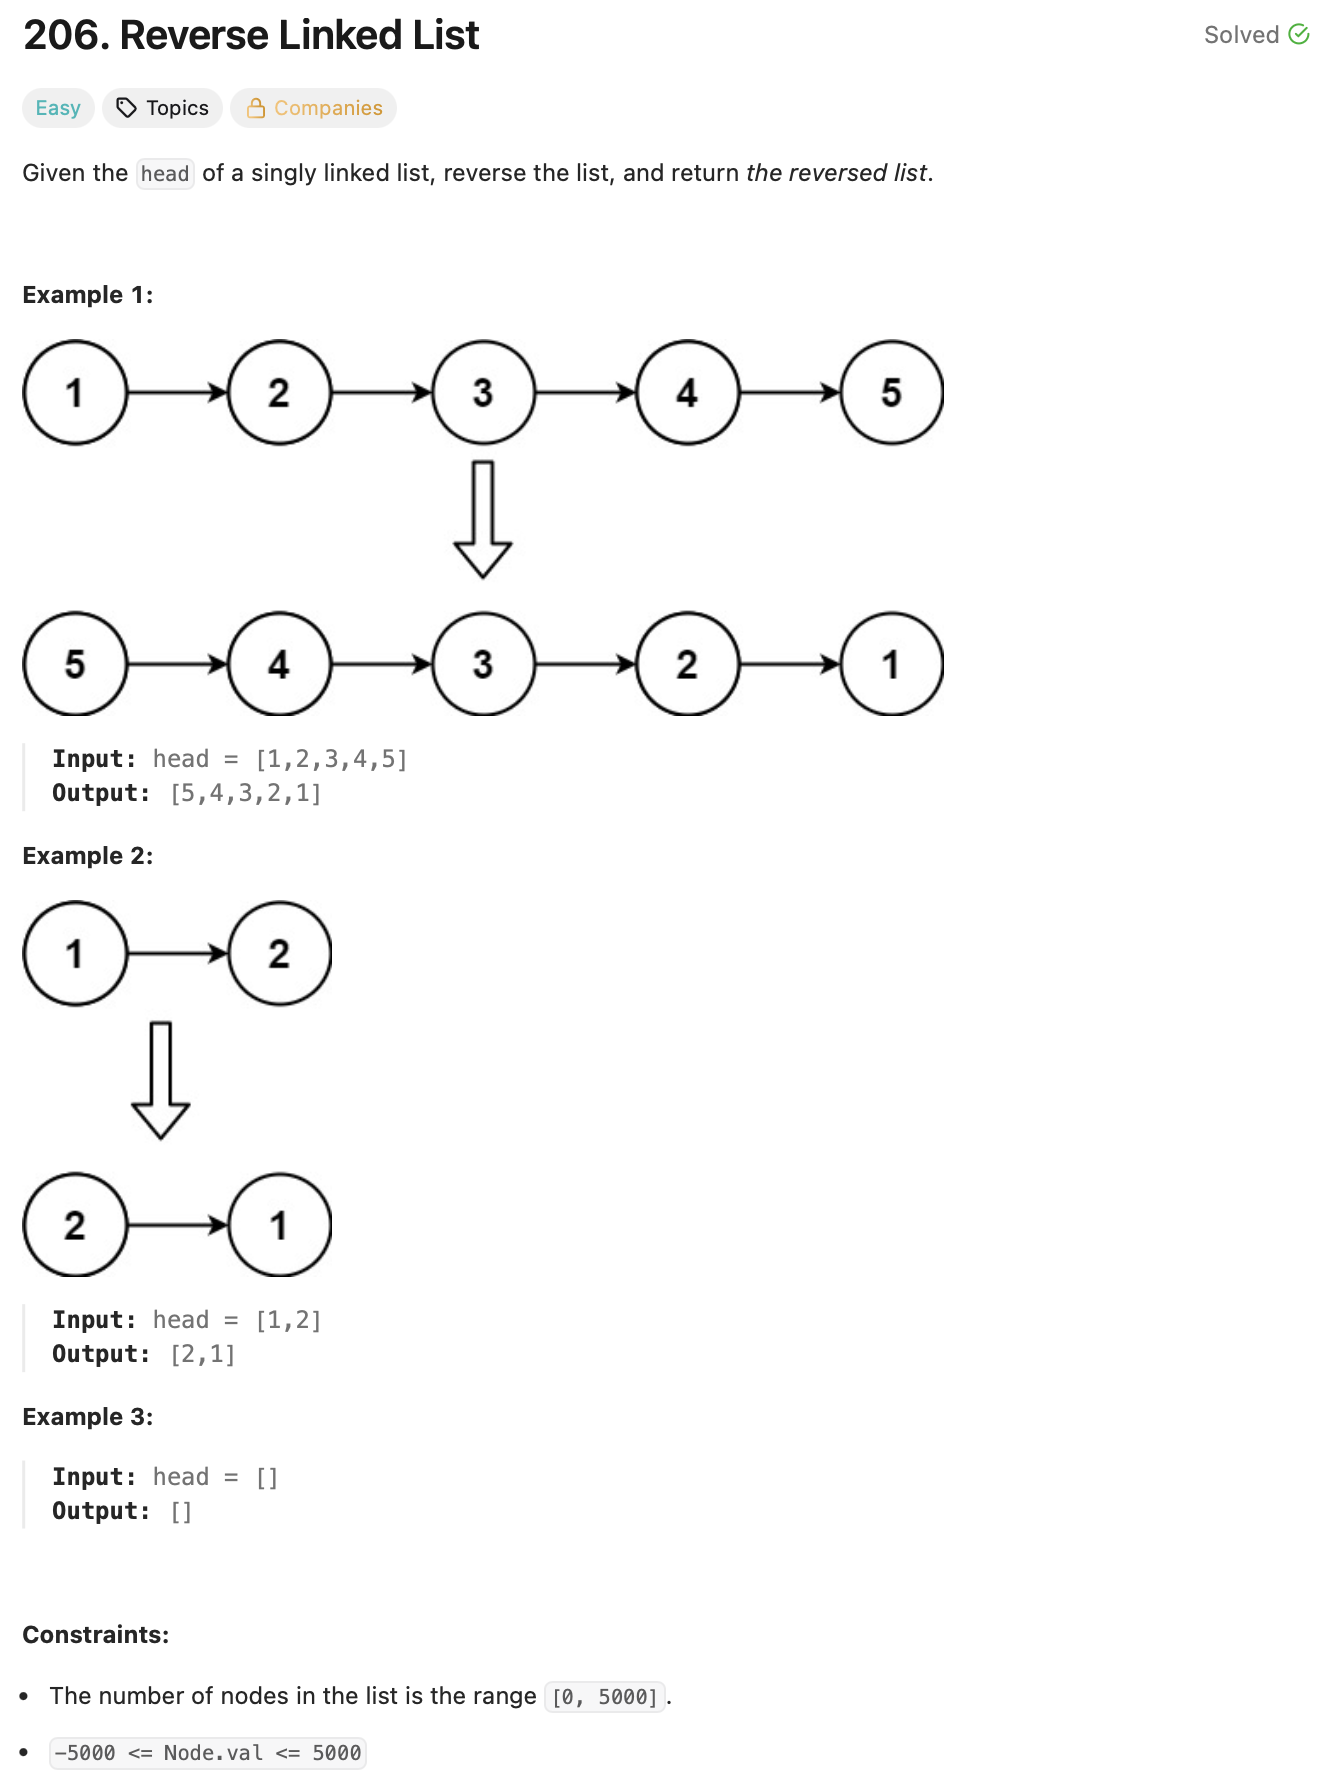 206. Reverse Linked List
Solved
Easy
Topics
Companies
Given the head of a singly linked list, reverse the list, and return the reversed list.
Example 1:
1 2 3 4 5
5 4 3 2 1
Input: head = [1,2,3,4,5]
Output: [5,4,3,2,1]
Example 2:
1 2
2 1
Input: head = [1,2]
Output: [2,1]
Example 3:
Input: head = []
Output: []
Constraints:
• The number of nodes in the list is the range [0, 5000].
• -5000 <= Node.val <= 5000